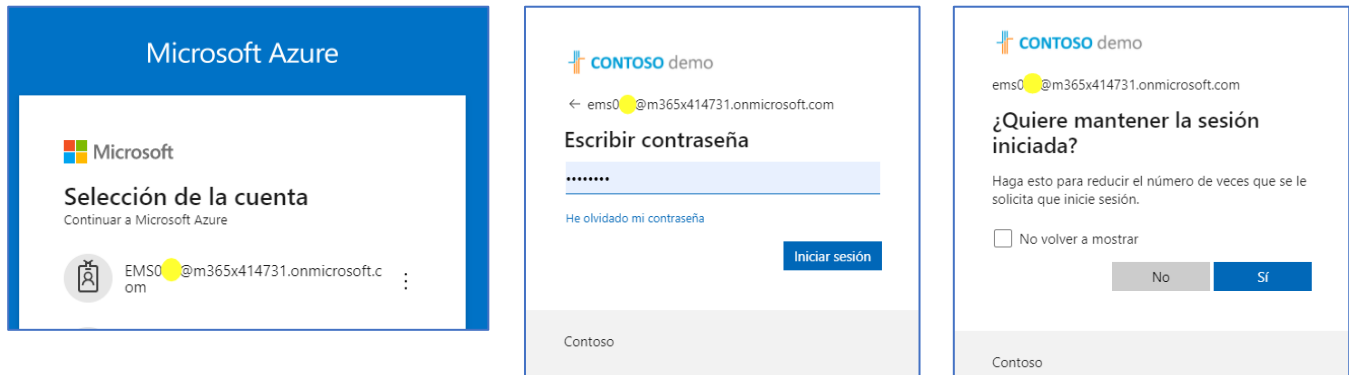 Microsoft Azure
Microsoft
Selección de la cuenta
Continuar a Microsoft Azure
EMS0 @m365x414731.onmicrosoft.c
om
CONTOSO demo
← ems0 @m365x414731.onmicrosoft.com
Escribir contraseña
••••••••
He olvidado mi contraseña
Iniciar sesión
Contoso
CONTOSO demo
ems0 @m365x414731.onmicrosoft.com
¿Quiere mantener la sesión
iniciada?
Haga esto para reducir el número de veces que se le
solicita que inicie sesión.
No volver a mostrar
No
Sí
Contoso